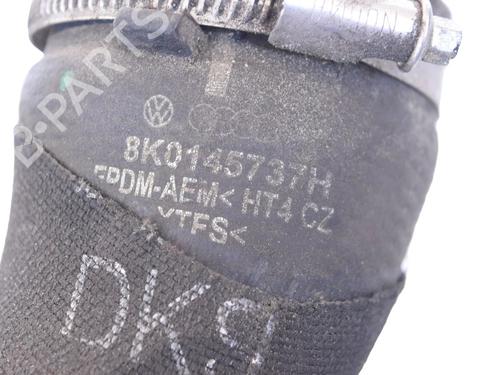 B-PARTS
8K0145737H
EPDM-AEM< HT4 CZ
XTFS<
DK9